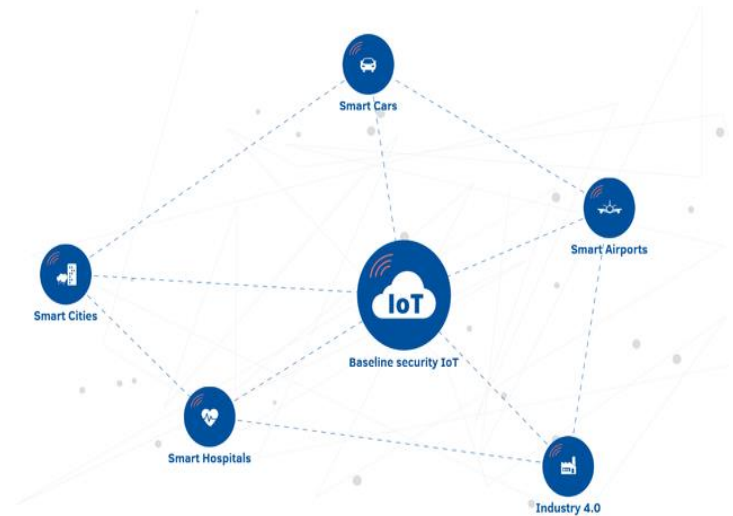 Smart Cars
Smart Airports
IoT
Smart Cities
Baseline security IoT
Smart Hospitals
Industry 4.0